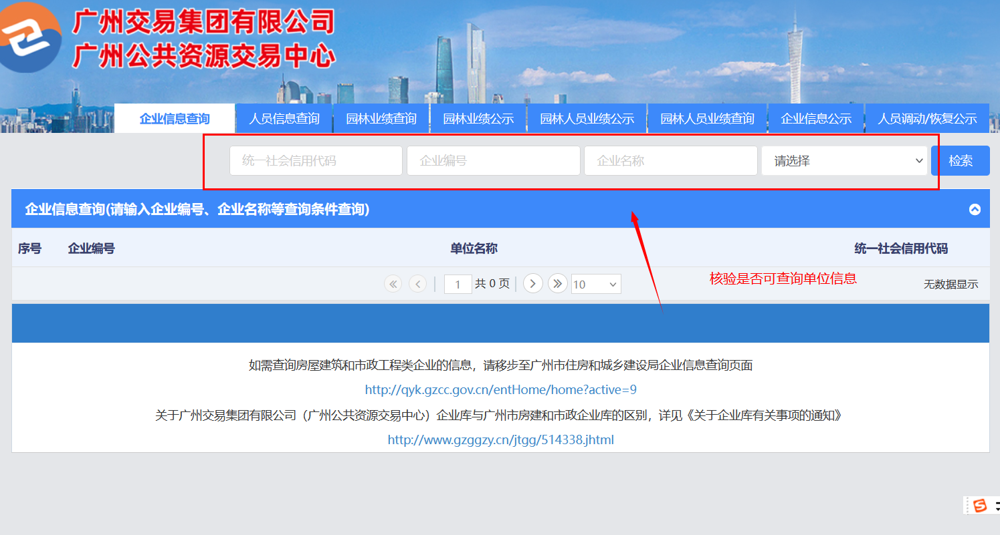 广州交易集团有限公司
广州公共资源交易中心
企业信息查询 人员信息查询 园林业绩查询 园林业绩公示 园林人员业绩公示 园林人员业绩查询 企业信息公示 人员调动/恢复公示
统一社会信用代码 企业编号 企业名称 请选择 检索
企业信息查询(请输入企业编号、企业名称等查询条件查询)
序号 企业编号 单位名称 统一社会信用代码
1 共 0 页 10 无数据显示
核验是否可查询单位信息
如需查询房屋建筑和市政工程类企业的信息，请移步至广州市住房和城乡建设局企业信息查询页面
http://qyk.gzcc.gov.cn/entHome/home?active=9
关于广州交易集团有限公司（广州公共资源交易中心）企业库与广州市房建和市政企业库的区别，详见《关于企业库有关事项的通知》
http://www.gzggzy.cn/jtgg/514338.jhtml